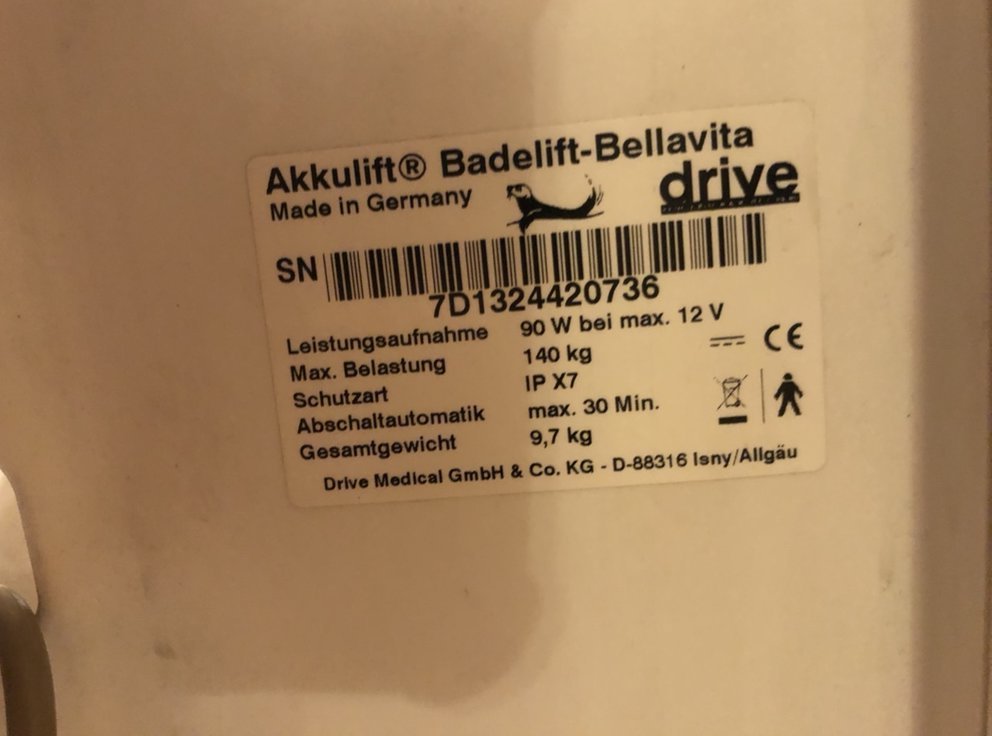 Akkulift® Badelift-Bellavita
Made in Germany
drive
SN
7D1324420736
Leistungsaufnahme 90 W bei max. 12 V
Max. Belastung 140 kg
Schutzart IP X7
Abschaltautomatik max. 30 Min.
Gesamtgewicht 9,7 kg
CE
Drive Medical GmbH & Co. KG - D-88316 Isny/Allgäu